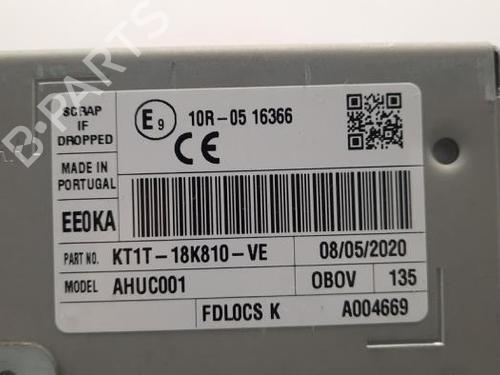 SCRAP
IF
DROPPED
E9 10R-05 16366
CE
MADE IN
PORTUGAL
EE0KA
PART NO. KT1T-18K810-VE 08/05/2020
MODEL AHUC001 OBOV 135
FDLOCS K A004669
B-PARTS